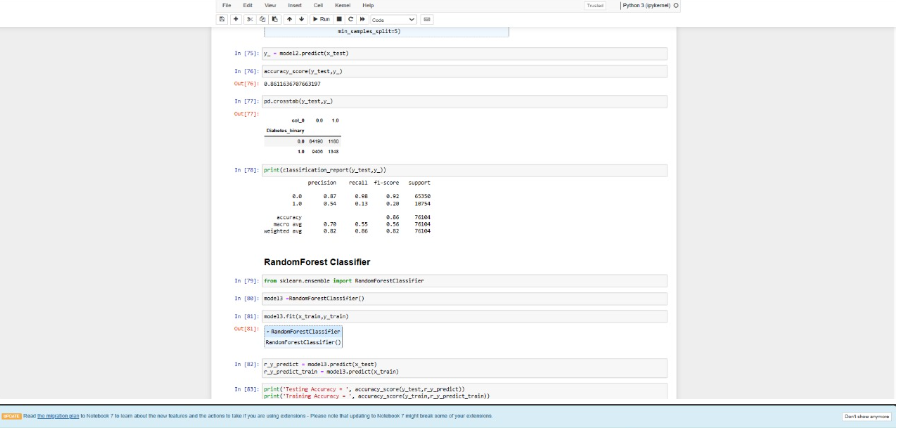 File Edit View Insert Cell Kernel Help Trusted Python 3 (ipykernel)
Run Code
min_samples_split=5)
In [75]: y_ = model2.predict(x_test)
In [76]: accuracy_score(y_test,y_)
Out[76]:
In [77]: pd.crosstab(y_test,y_)
Out[77]:
col_0 0.0 1.0
Diabetes_binary
0.0 64190 1160
1.0
In [78]: print(classification_report(y_test,y_))
precision recall f1-score support
0.0 0.87 0.98 0.92 65350
1.0 0.54 0.13 0.20 10754
accuracy 0.86 76104
macro avg 0.70 0.55 0.56 76104
weighted avg 0.82 0.86 0.82 76104
RandomForest Classifier
In [79]: from sklearn.ensemble import RandomForestClassifier
In [80]: model3 =RandomForestClassifier()
In [81]: model3.fit(x_train,y_train)
Out[81]:
RandomForestClassifier
RandomForestClassifier()
In [82]: r_y_predict = model3.predict(x_test)
r_y_predict_train = model3.predict(x_train)
In [83]: print('Testing Accuracy = ', accuracy_score(y_test,r_y_predict))
print('Training Accuracy = ', accuracy_score(y_train,r_y_predict_train))
UPDATE Read the migration plan to Notebook 7 to learn about the new features and the actions to take if you are using extensions - Please note that updating to Notebook 7 might break some of your extensions. Don't show anymore